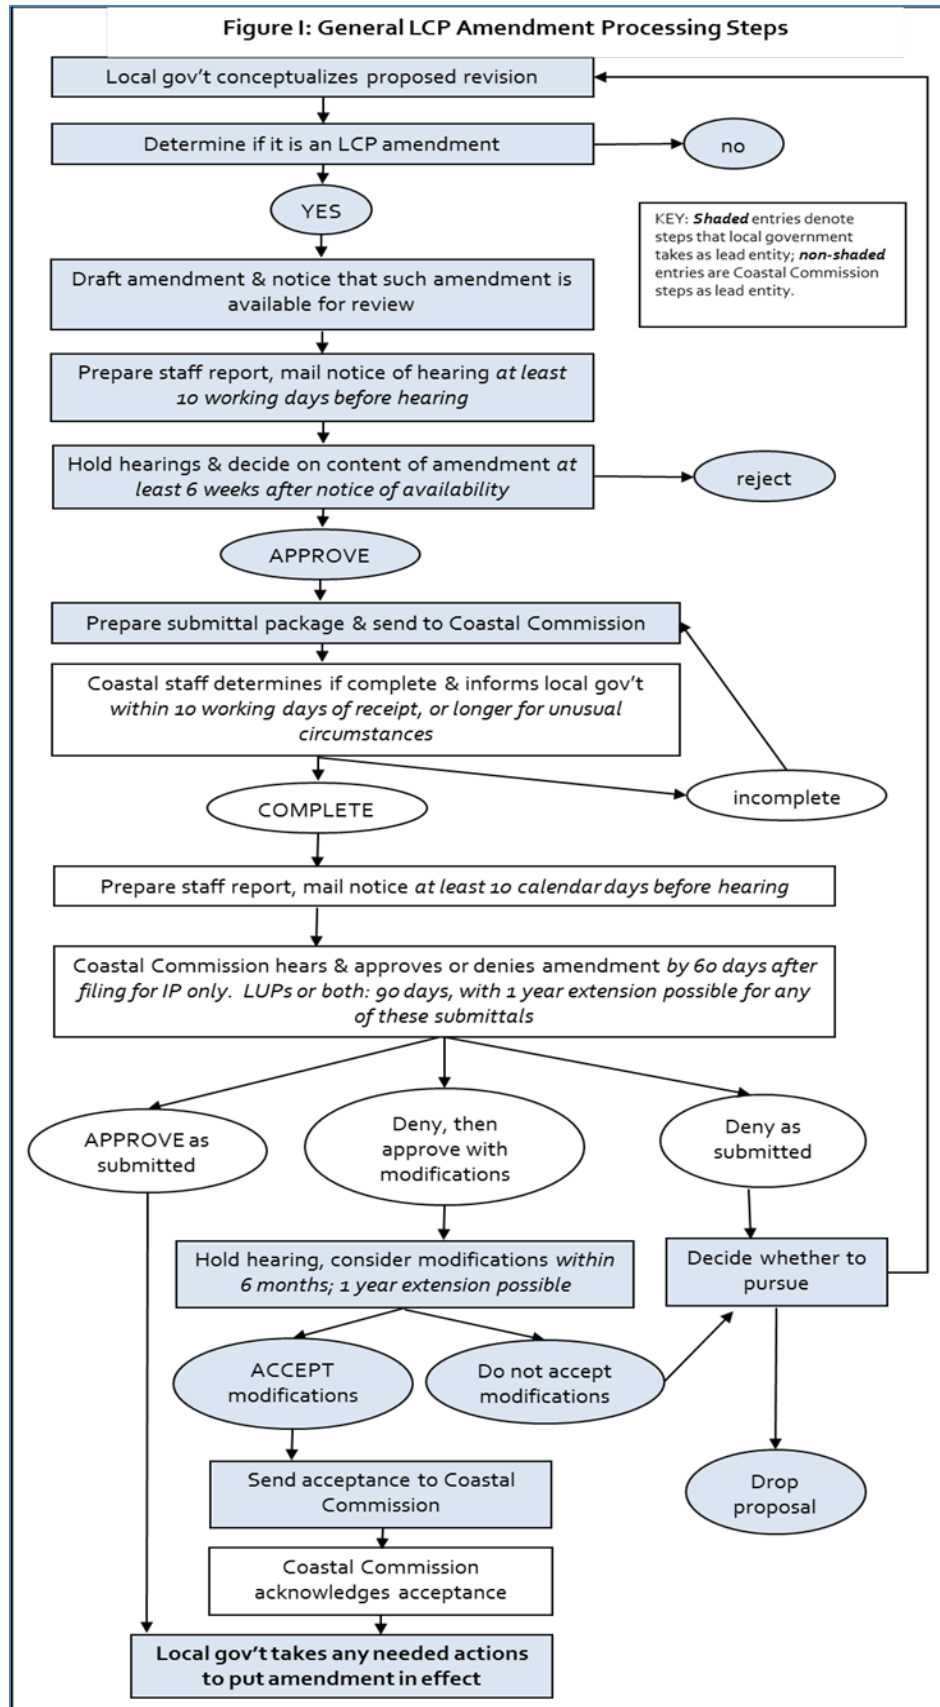 Figure I: General LCP Amendment Processing Steps
Local gov’t conceptualizes proposed revision
Determine if it is an LCP amendment
no
YES
KEY: Shaded entries denote
steps that local government
takes as lead entity; non-shaded
entries are Coastal Commission
steps as lead entity.
Draft amendment & notice that such amendment is
available for review
Prepare staff report, mail notice of hearing at least
10 working days before hearing
Hold hearings & decide on content of amendment at
least 6 weeks after notice of availability
reject
APPROVE
Prepare submittal package & send to Coastal Commission
Coastal staff determines if complete & informs local gov’t
within 10 working days of receipt, or longer for unusual
circumstances
incomplete
COMPLETE
Prepare staff report, mail notice at least 10 calendar days before hearing
Coastal Commission hears & approves or denies amendment by 60 days after
filing for IP only. LUPs or both: 90 days, with 1 year extension possible for any
of these submittals
APPROVE as
submitted
Deny, then
approve with
modifications
Deny as
submitted
Hold hearing, consider modifications within
6 months; 1 year extension possible
Decide whether to
pursue
ACCEPT
modifications
Do not accept
modifications
Send acceptance to Coastal
Commission
Drop
proposal
Coastal Commission
acknowledges acceptance
Local gov’t takes any needed actions
to put amendment in effect